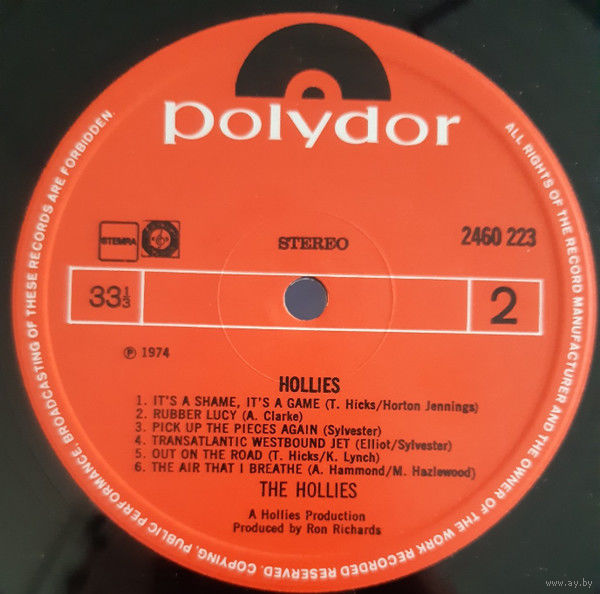 polydor
STEMRA
STEREO
2460 223
33 1/3
2
℗ 1974
HOLLIES
1. IT'S A SHAME, IT'S A GAME (T. Hicks/Horton Jennings)
2. RUBBER LUCY (A. Clarke)
3. PICK UP THE PIECES AGAIN (Sylvester)
4. TRANSATLANTIC WESTBOUND JET (Elliot/Sylvester)
5. OUT ON THE ROAD (T. Hicks/K. Lynch)
6. THE AIR THAT I BREATHE (A. Hammond/M. Hazlewood)
THE HOLLIES
A Hollies Production
Produced by Ron Richards
ALL RIGHTS OF THE RECORD MANUFACTURER AND THE OWNER OF THE WORK RECORDED RESERVED. COPYING, PUBLIC PERFORMANCE, BROADCASTING OF THESE RECORDS ARE FORBIDDEN.
www.ay.by